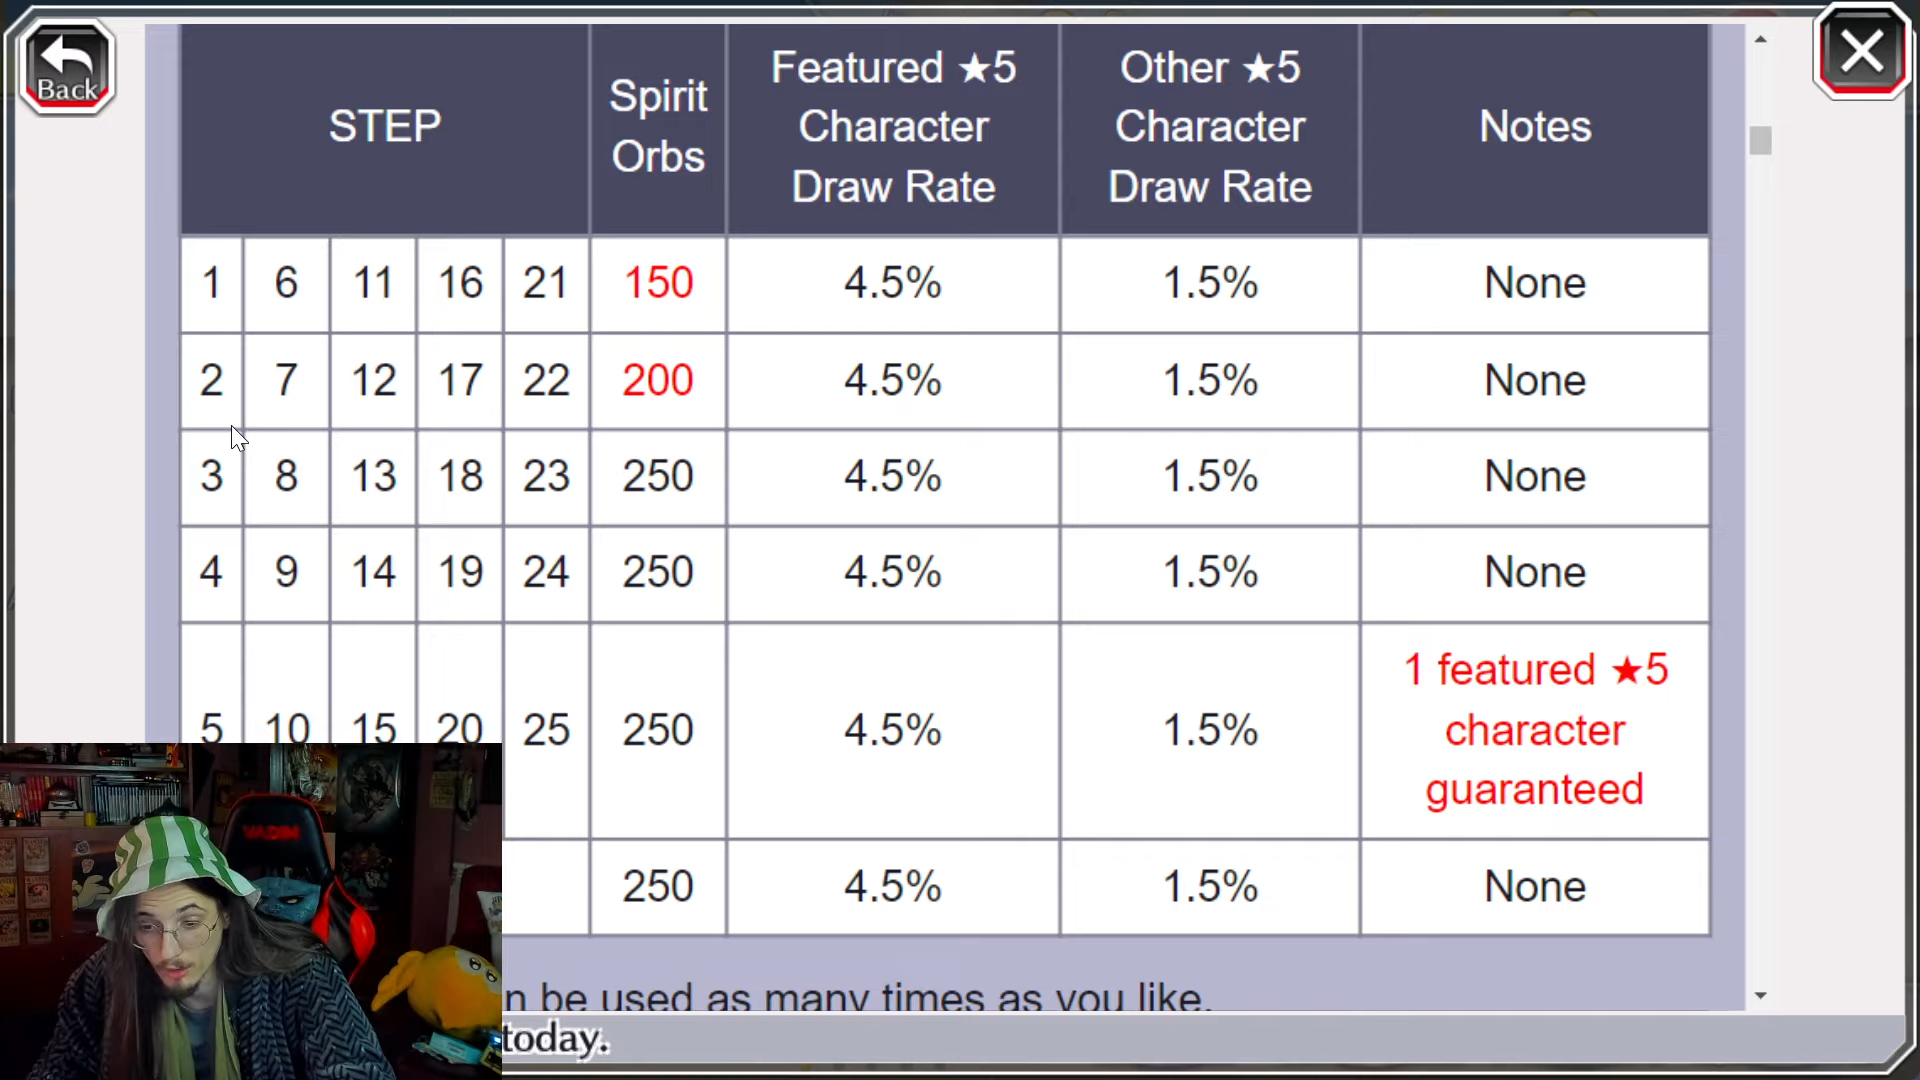 Back
STEP
Spirit
Orbs
Featured ★5
Character
Draw Rate
Other ★5
Character
Draw Rate
Notes
1 6 11 16 21 150 4.5% 1.5% None
2 7 12 17 22 200 4.5% 1.5% None
3 8 13 18 23 250 4.5% 1.5% None
4 9 14 19 24 250 4.5% 1.5% None
5 10 15 20 25 250 4.5% 1.5%
1 featured ★5
character
guaranteed
250 4.5% 1.5% None
n be used as many times as you like.
today.